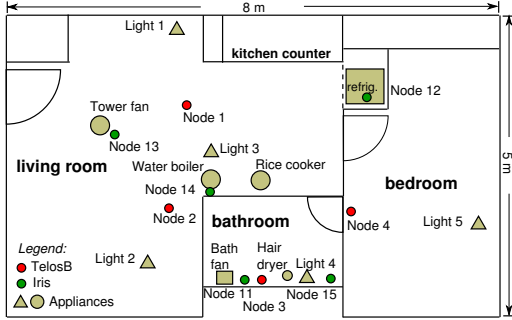 8 m
Light 1
kitchen counter
refrig.
Node 12
Tower fan
Node 1
Node 13
Light 3
5 m
living room
Water boiler
Rice cooker
Node 14
bedroom
Node 2
bathroom
Node 4
Light 5
Legend:
TelosB
Iris
Appliances
Light 2
Bath
fan
Hair
dryer
Light 4
Node 11
Node 15
Node 3